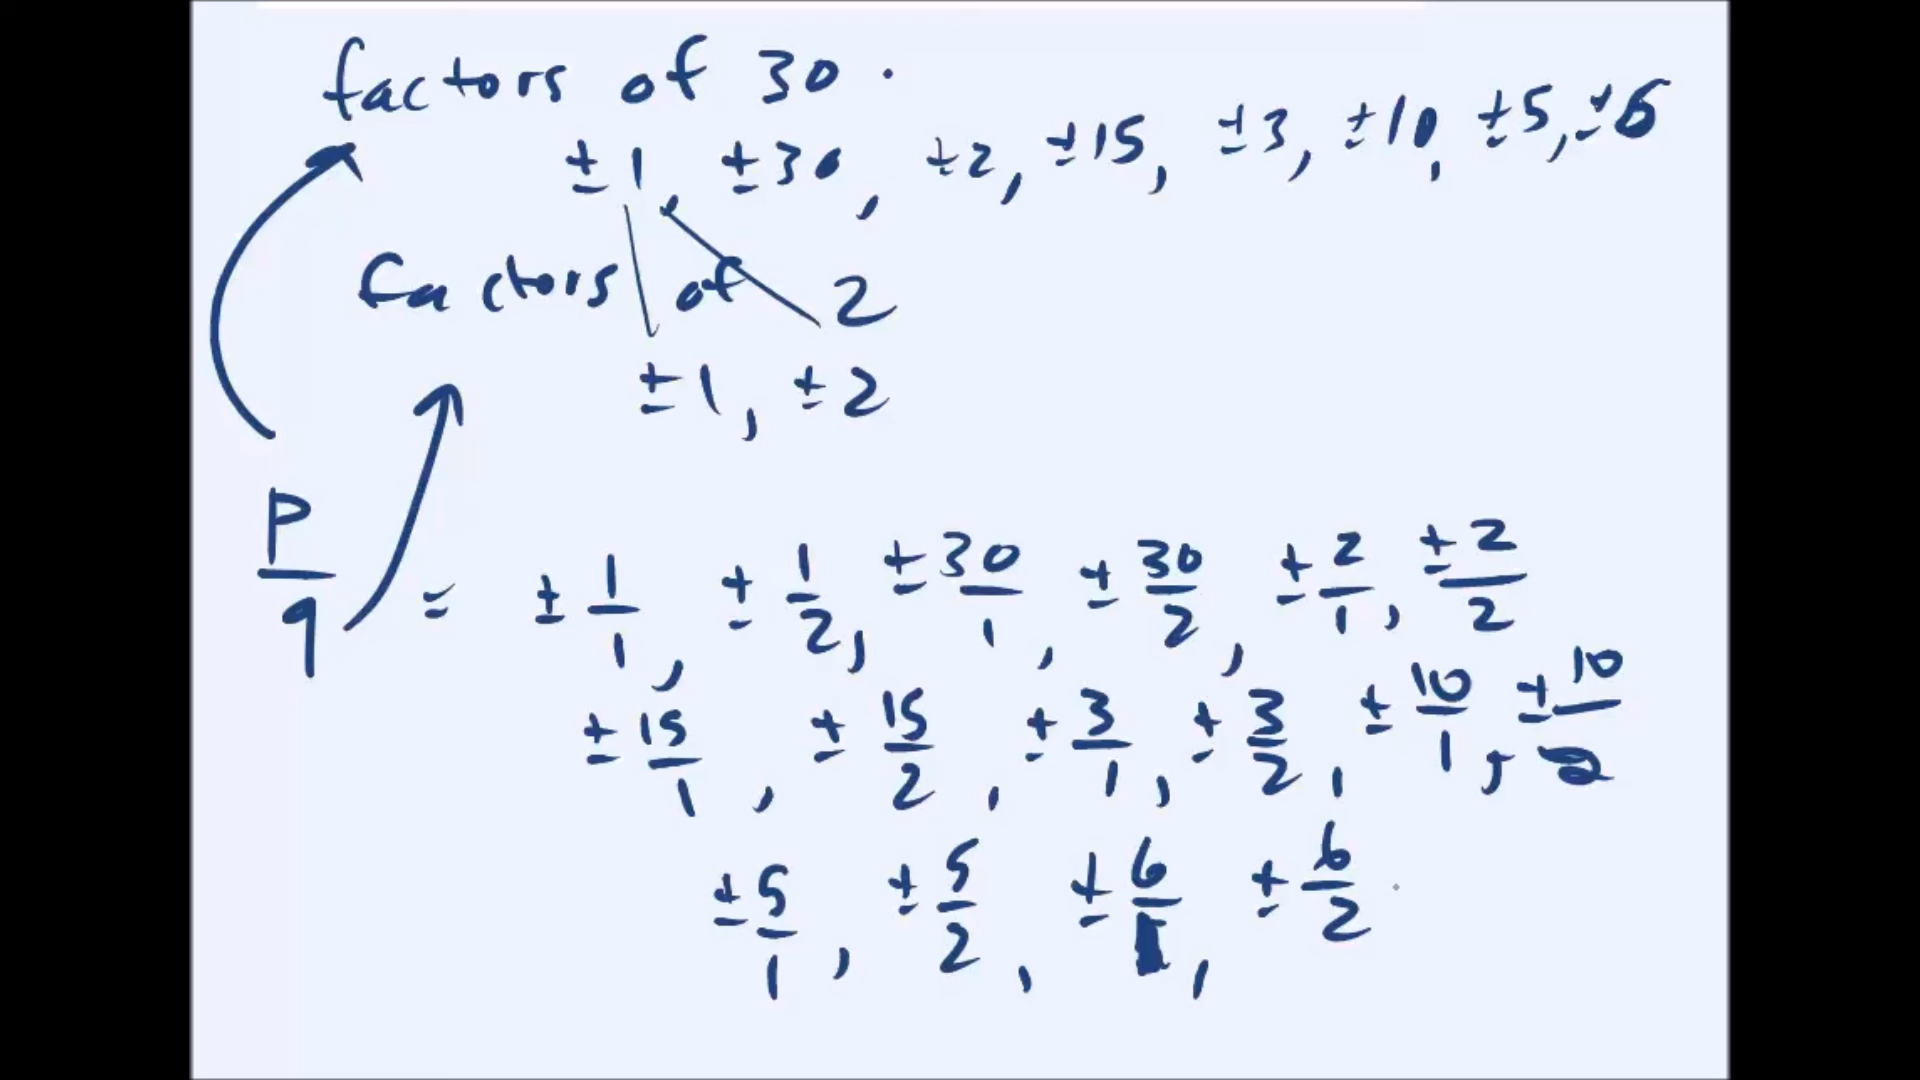 factors of 30.
±1, ±30, ±2, ±15, ±3, ±10, ±5, ±6
factors of 2
±1, ±2
p/q = ±1/1, ±1/2, ±30/1, ±30/2, ±2/1, ±2/2
±15/1, ±15/2, ±3/1, ±3/2, ±10/1, ±10/2
±5/1, ±5/2, ±6/1, ±6/2